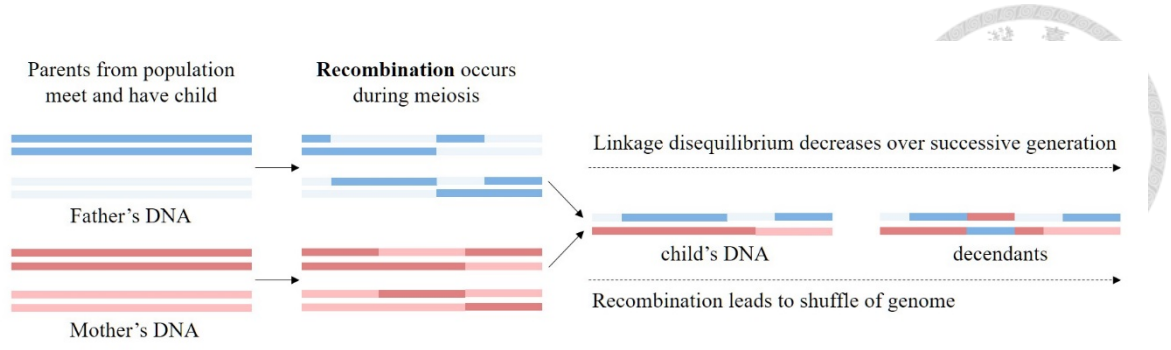 Parents from population
meet and have child
Recombination occurs
during meiosis
Linkage disequilibrium decreases over successive generation
Father's DNA
child's DNA
decendants
Recombination leads to shuffle of genome
Mother's DNA